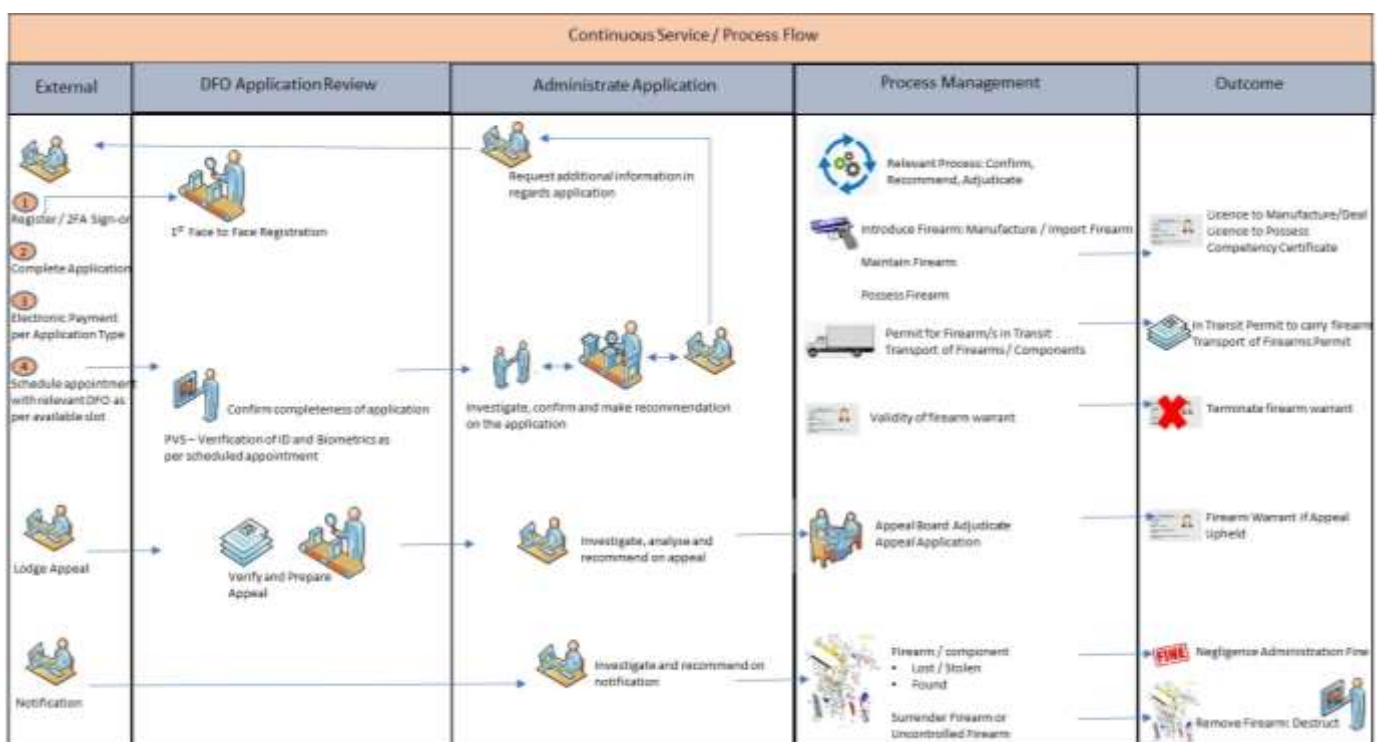 Continuous Service / Process Flow
External
DFO Application Review
Administrate Application
Process Management
Outcome
1
Register / 2FA Sign-on
2
Complete Application
3
Electronic Payment
per Application Type
4
Schedule appointment
with relevant DFO as
per available slot
Lodge Appeal
Notification
1ST Face to Face Registration
Confirm completeness of application
PVS – Verification of ID and Biometrics as
per scheduled appointment
Verify and Prepare
Appeal
Request additional information in
regards application
Investigate, confirm and make recommendation
on the application
Investigate, analyse and
recommend on appeal
Investigate and recommend on
notification
Relevant Process: Confirm,
Recommend, Adjudicate
Introduce Firearm: Manufacture / Import Firearm
Maintain Firearm
Possess Firearm
Permit for Firearm/s in Transit
Transport of Firearms / Components
Validity of firearm warrant
Appeal Board Adjudicate
Appeal Application
Firearm / component
• Lost / Stolen
• Found
Surrender Firearm or
Uncontrolled Firearm
Licence to Manufacture/Deal
Licence to Possess
Competency Certificate
In Transit Permit to carry firearm
Transport of Firearms Permit
Terminate firearm warrant
Firearm Warrant if Appeal
Upheld
FINE
Negligence Administration Fine
Remove Firearm: Destruct